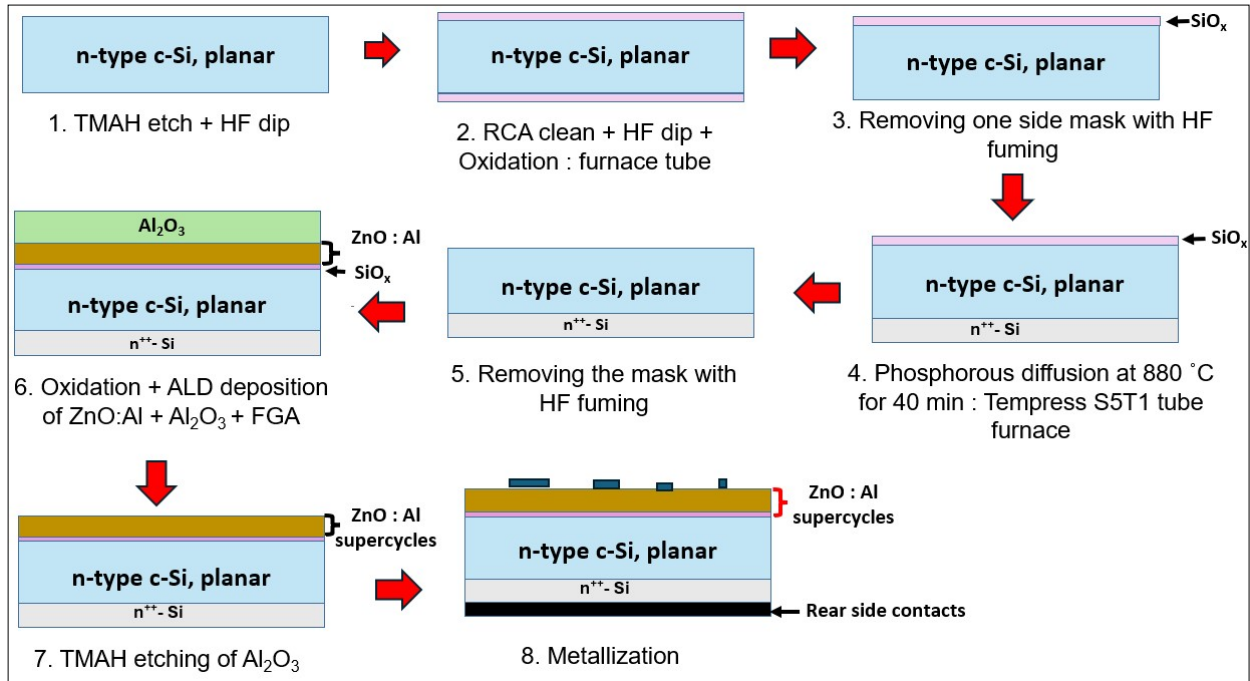 n-type c-Si, planar
1. TMAH etch + HF dip
n-type c-Si, planar
2. RCA clean + HF dip +
Oxidation : furnace tube
SiOₓ
n-type c-Si, planar
3. Removing one side mask with HF
fuming
SiOₓ
n-type c-Si, planar
n⁺⁺- Si
4. Phosphorous diffusion at 880 ˚C
for 40 min : Tempress S5T1 tube
furnace
n-type c-Si, planar
n⁺⁺- Si
5. Removing the mask with
HF fuming
Al₂O₃
ZnO : Al
SiOₓ
n-type c-Si, planar
n⁺⁺- Si
6. Oxidation + ALD deposition
of ZnO:Al + Al₂O₃ + FGA
ZnO : Al
supercycles
n-type c-Si, planar
n⁺⁺- Si
7. TMAH etching of Al₂O₃
ZnO : Al
supercycles
n-type c-Si, planar
n⁺⁺- Si
Rear side contacts
8. Metallization